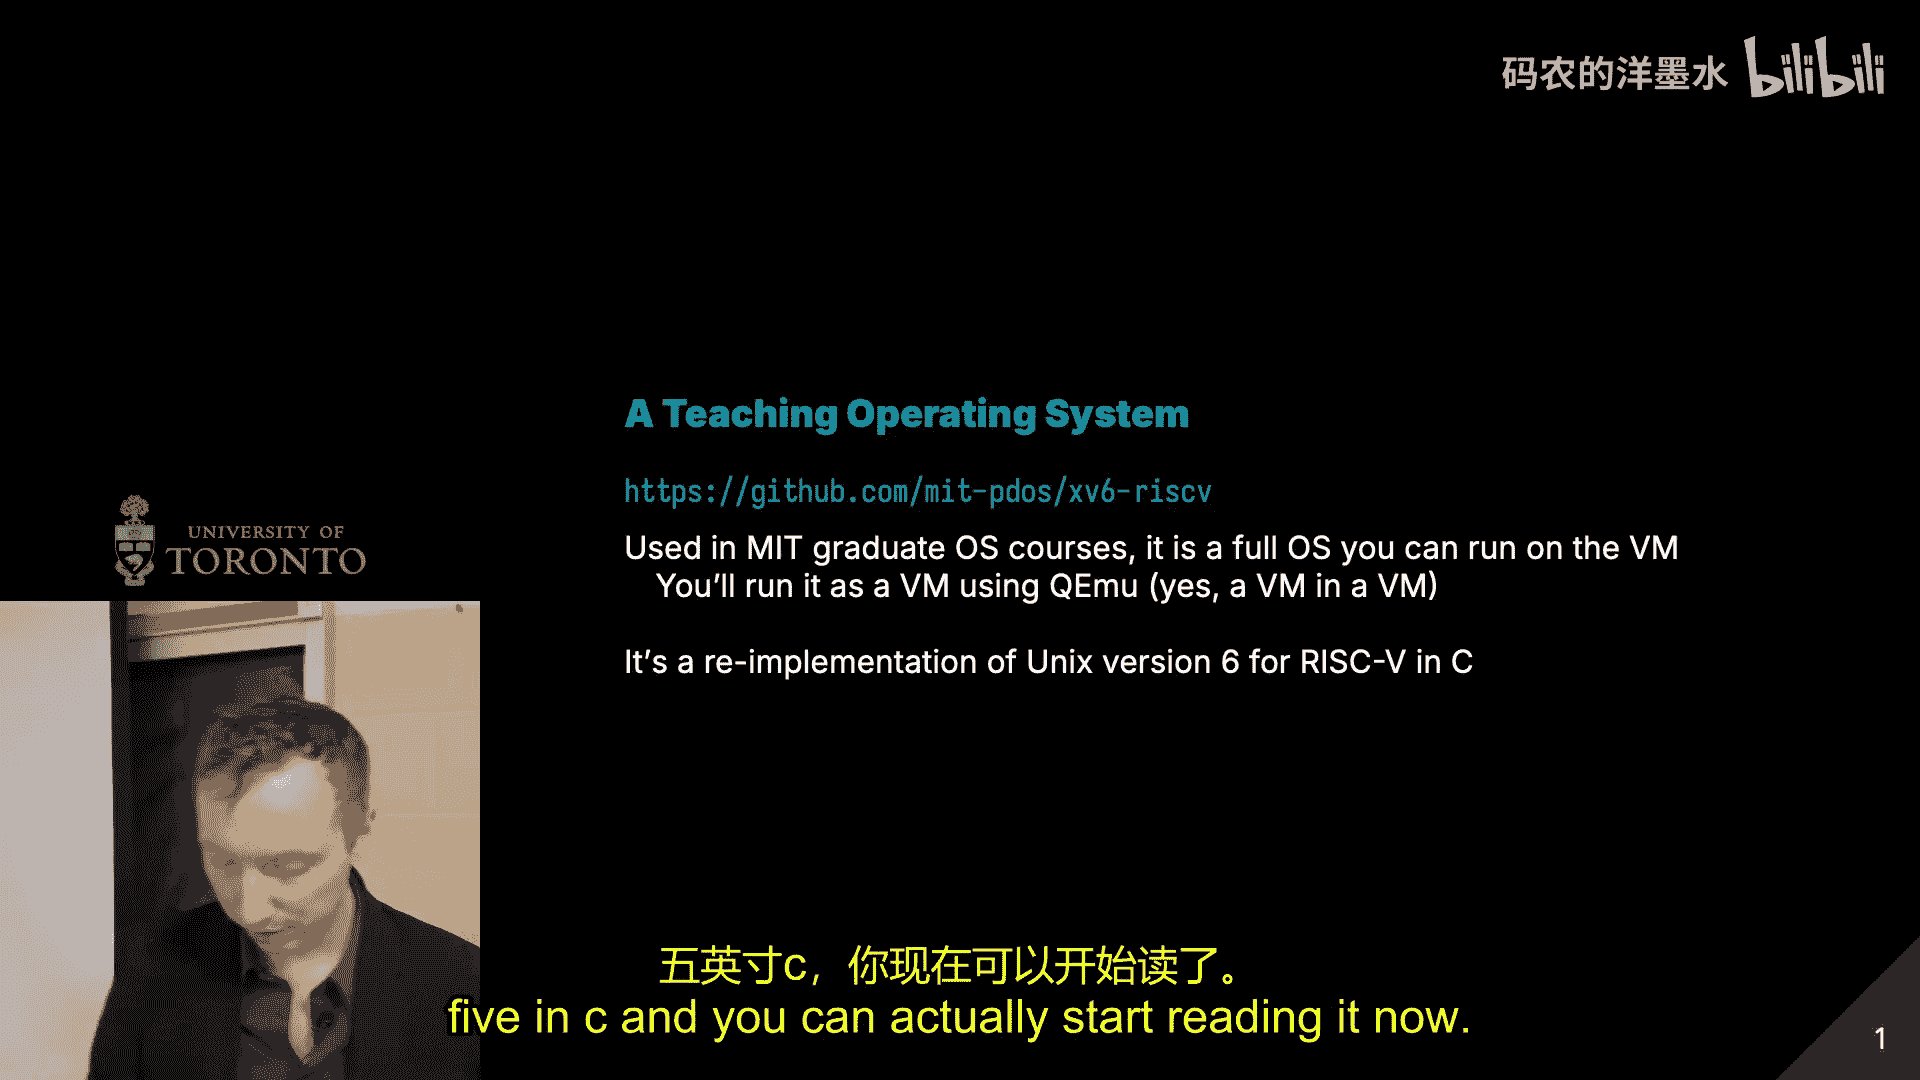 码农的洋墨水 bilibili
A Teaching Operating System
https://github.com/mit-pdos/xv6-riscv
Used in MIT graduate OS courses, it is a full OS you can run on the VM
You’ll run it as a VM using QEmu (yes, a VM in a VM)
It’s a re-implementation of Unix version 6 for RISC-V in C
UNIVERSITY OF
TORONTO
五英寸c，你现在可以开始读了。
five in c and you can actually start reading it now.
1